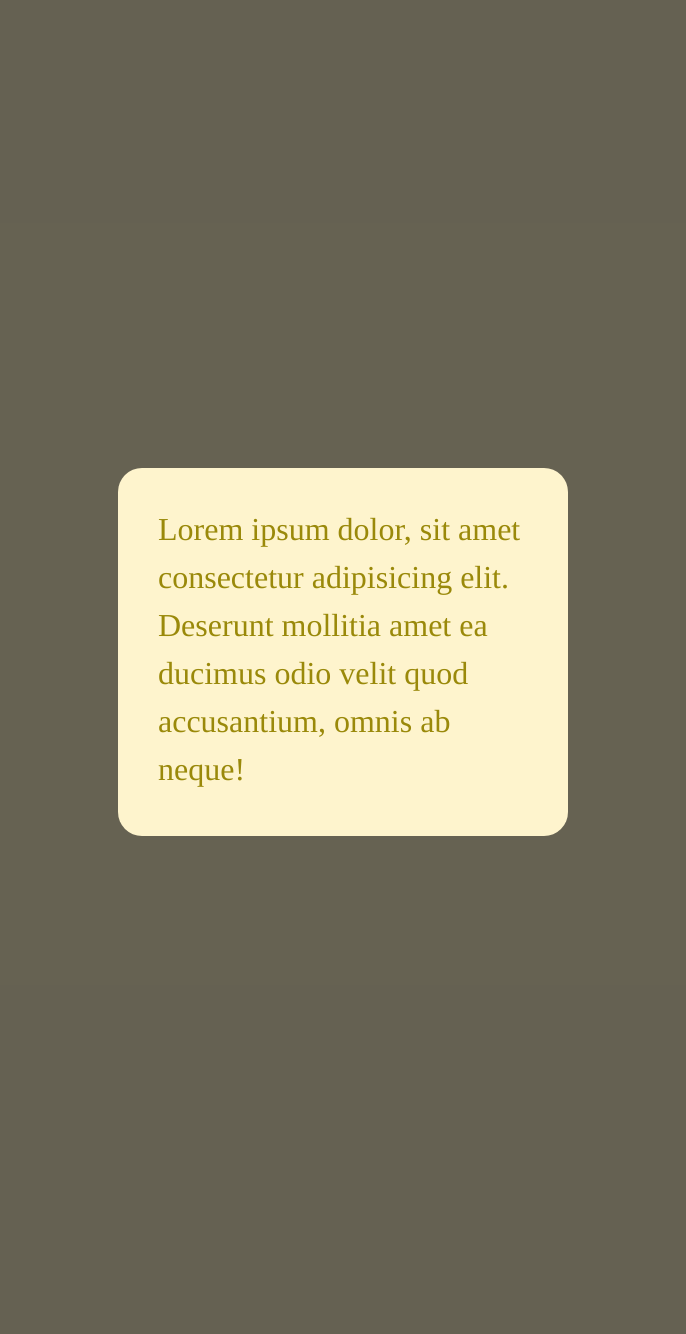 Lorem ipsum dolor, sit amet
consectetur adipisicing elit.
Deserunt mollitia amet ea
ducimus odio velit quod
accusantium, omnis ab
neque!